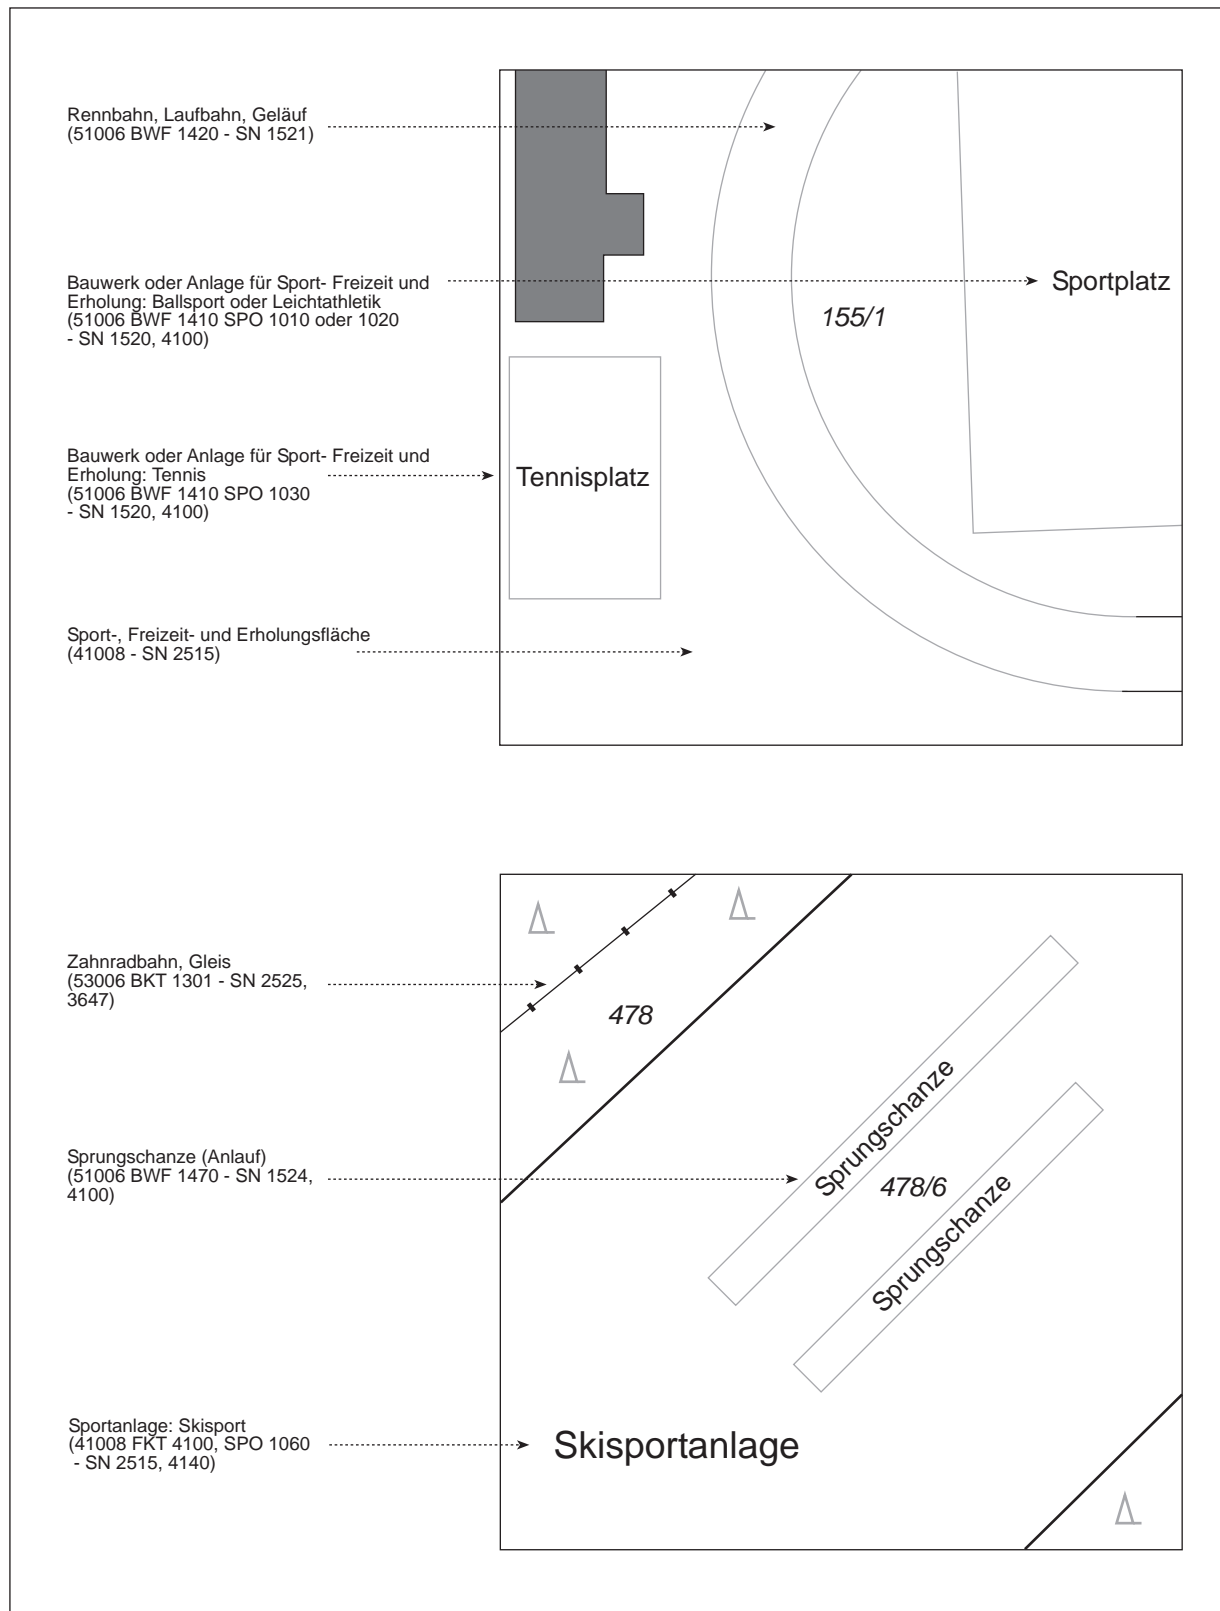 Rennbahn, Laufbahn, Geläuf
(51006 BWF 1420 - SN 1521)
Bauwerk oder Anlage für Sport- Freizeit und
Erholung: Ballsport oder Leichtathletik
(51006 BWF 1410 SPO 1010 oder 1020
- SN 1520, 4100)
Sportplatz
155/1
Bauwerk oder Anlage für Sport- Freizeit und
Erholung: Tennis
(51006 BWF 1410 SPO 1030
- SN 1520, 4100)
Tennisplatz
Sport-, Freizeit- und Erholungsfläche
(41008 - SN 2515)
Zahnradbahn, Gleis
(53006 BKT 1301 - SN 2525,
3647)
478
Sprungschanze (Anlauf)
(51006 BWF 1470 - SN 1524,
4100)
Sprungschanze
478/6
Sprungschanze
Sportanlage: Skisport
(41008 FKT 4100, SPO 1060
- SN 2515, 4140)
Skisportanlage